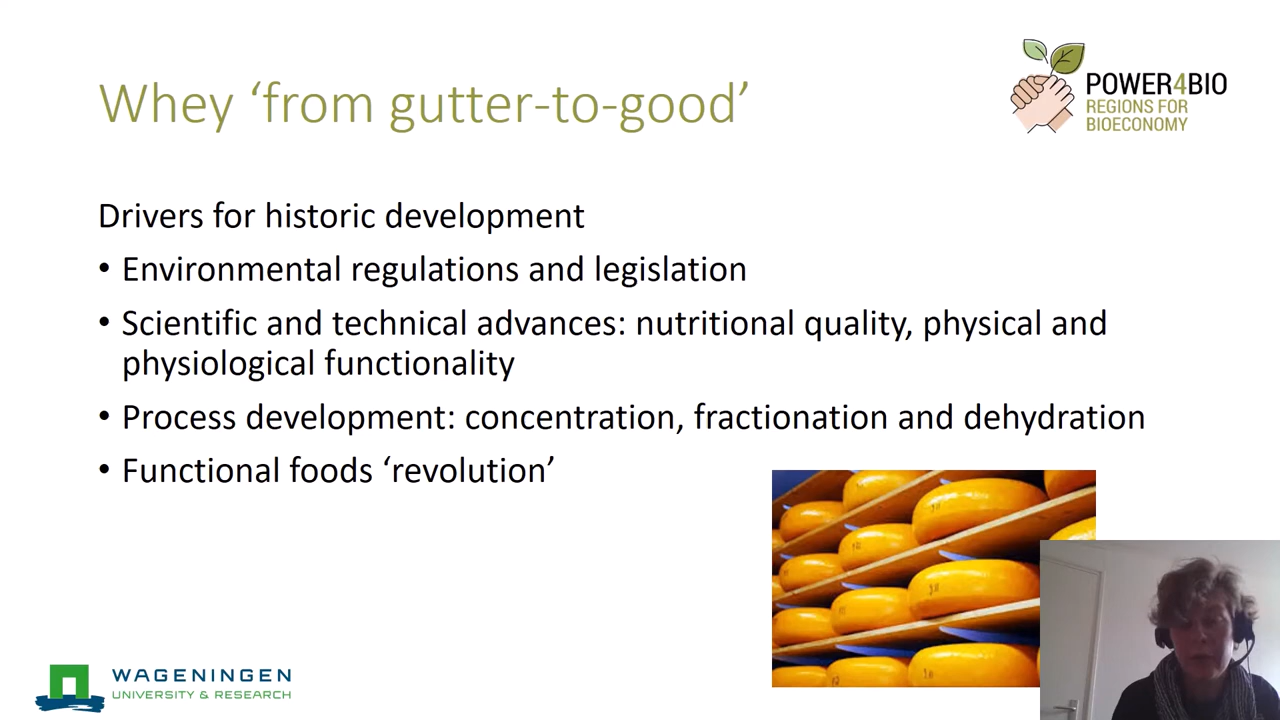 Whey ‘from gutter-to-good’
POWER4BIO
REGIONS FOR
BIOECONOMY
Drivers for historic development
• Environmental regulations and legislation
• Scientific and technical advances: nutritional quality, physical and
physiological functionality
• Process development: concentration, fractionation and dehydration
• Functional foods ‘revolution’
WAGENINGEN
UNIVERSITY & RESEARCH